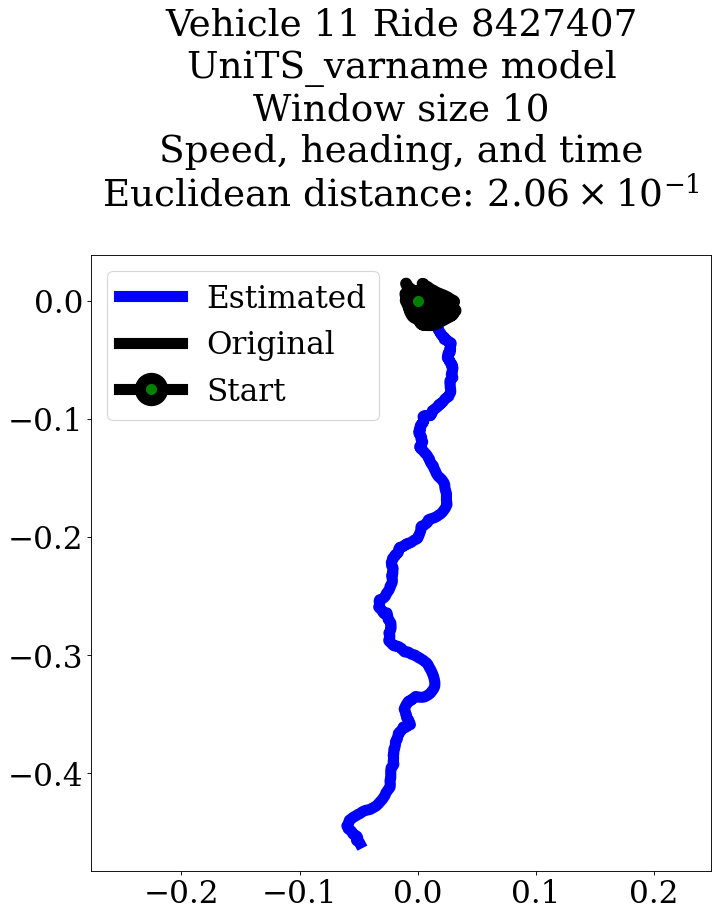 Vehicle 11 Ride 8427407
UniTS_varname model
Window size 10
Speed, heading, and time
Euclidean distance: 2.06 × 10⁻¹
Estimated
Original
Start
0.0
−0.1
−0.2
−0.3
−0.4
−0.2 −0.1 0.0 0.1 0.2